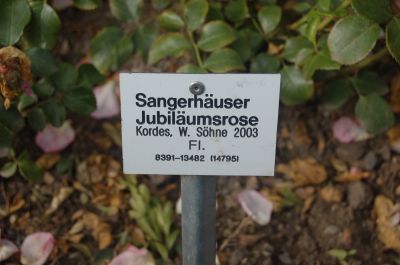 Sangerhäuser
Jubiläumsrose
Kordes, W. Söhne 2003
Fl.
8391-13482 (14795)